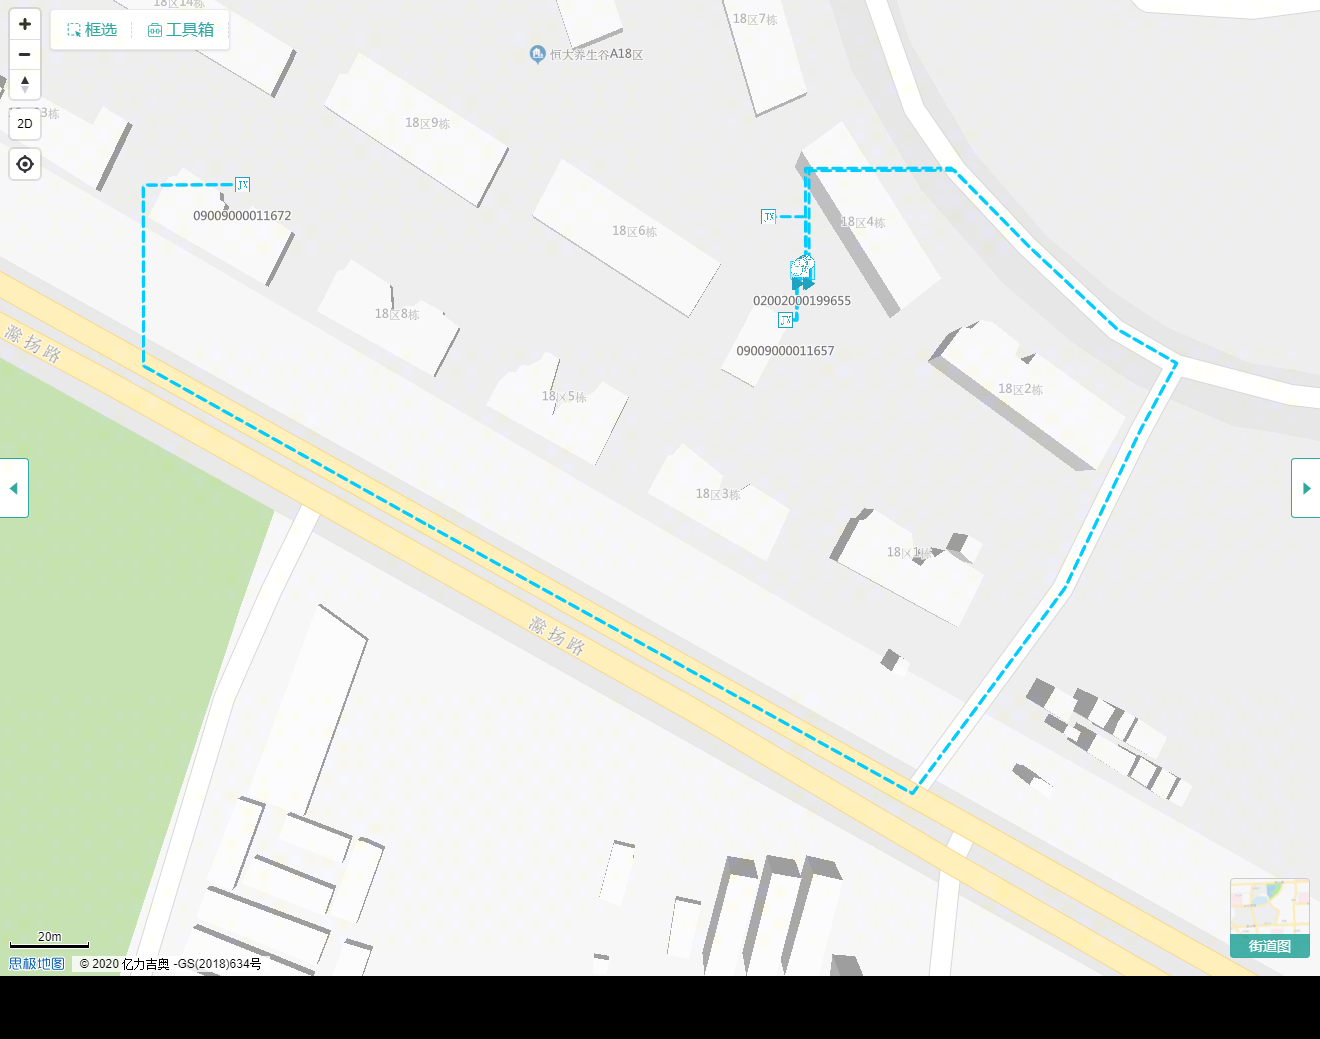 18区14栋
18区7栋
+
框选
工具箱
−
恒大养生谷A18区
2D
3栋
18区9栋
JX
09009000011672
JX
18区4栋
18区6栋
02002000199655
JX
09009000011657
18区8栋
滁扬路
18区2栋
18区5栋
18区3栋
18区1栋
滁扬路
20m
街道图
思极地图
© 2020 亿力吉奥 -GS(2018)634号